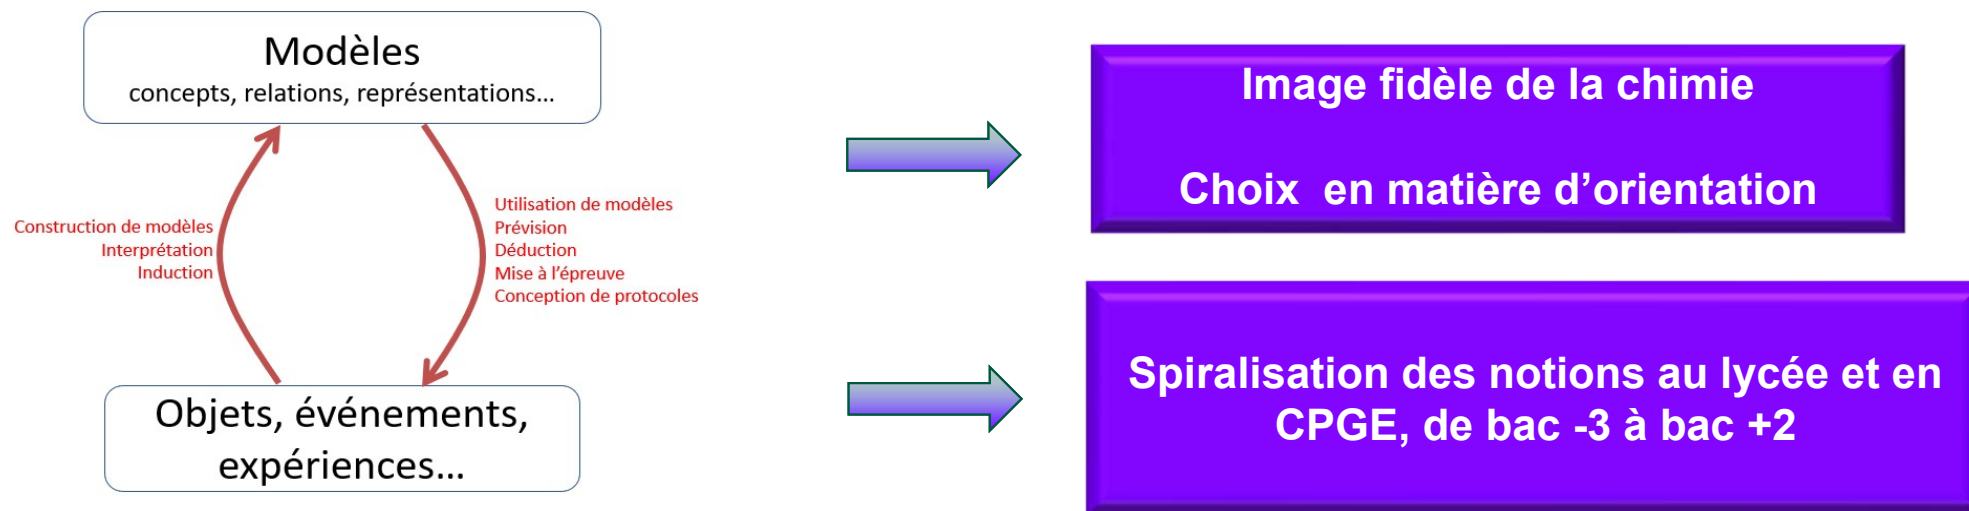 Modèles
concepts, relations, représentations…
Construction de modèles
Interprétation
Induction
Utilisation de modèles
Prévision
Déduction
Mise à l’épreuve
Conception de protocoles
Objets, événements,
expériences…
Image fidèle de la chimie
Choix  en matière d’orientation
Spiralisation des notions au lycée et en
CPGE, de bac -3 à bac +2